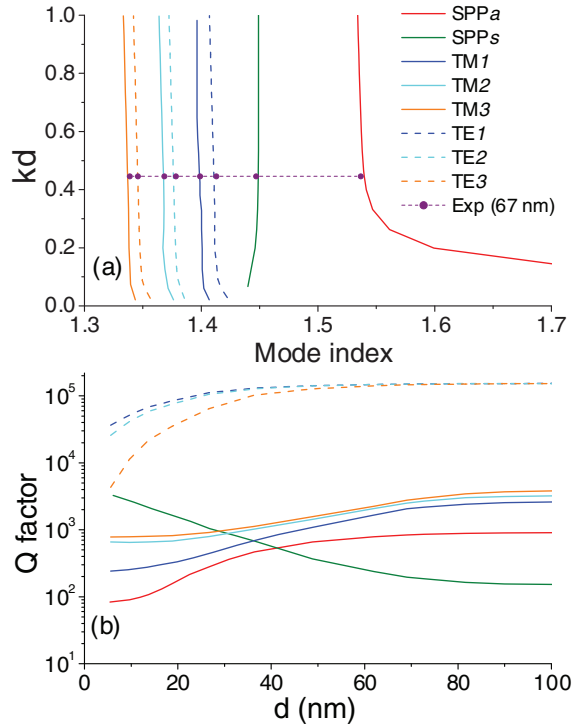 kd
1.0
0.8
0.6
0.4
0.2
0.0
(a)
1.3
1.4
1.5
1.6
1.7
Mode index
SPPa
SPPs
TM1
TM2
TM3
TE1
TE2
TE3
Exp (67 nm)
Q factor
10^5
10^4
10^3
10^2
10^1
(b)
0
20
40
60
80
100
d (nm)